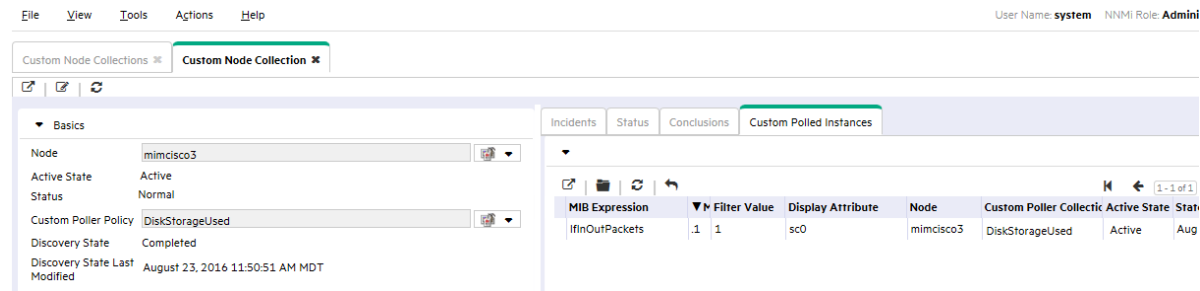 File View Tools Actions Help User Name: system NNMi Role: Admini
Custom Node Collections Custom Node Collection
Basics
Node mimcisco3
Active State Active
Status Normal
Custom Poller Policy DiskStorageUsed
Discovery State Completed
Discovery State Last Modified August 23, 2016 11:50:51 AM MDT
Incidents Status Conclusions Custom Polled Instances
1 - 1 of 1
MIB Expression M Filter Value Display Attribute Node Custom Poller Collectic Active State State
IfInOutPackets .1 1 sc0 mimcisco3 DiskStorageUsed Active Aug